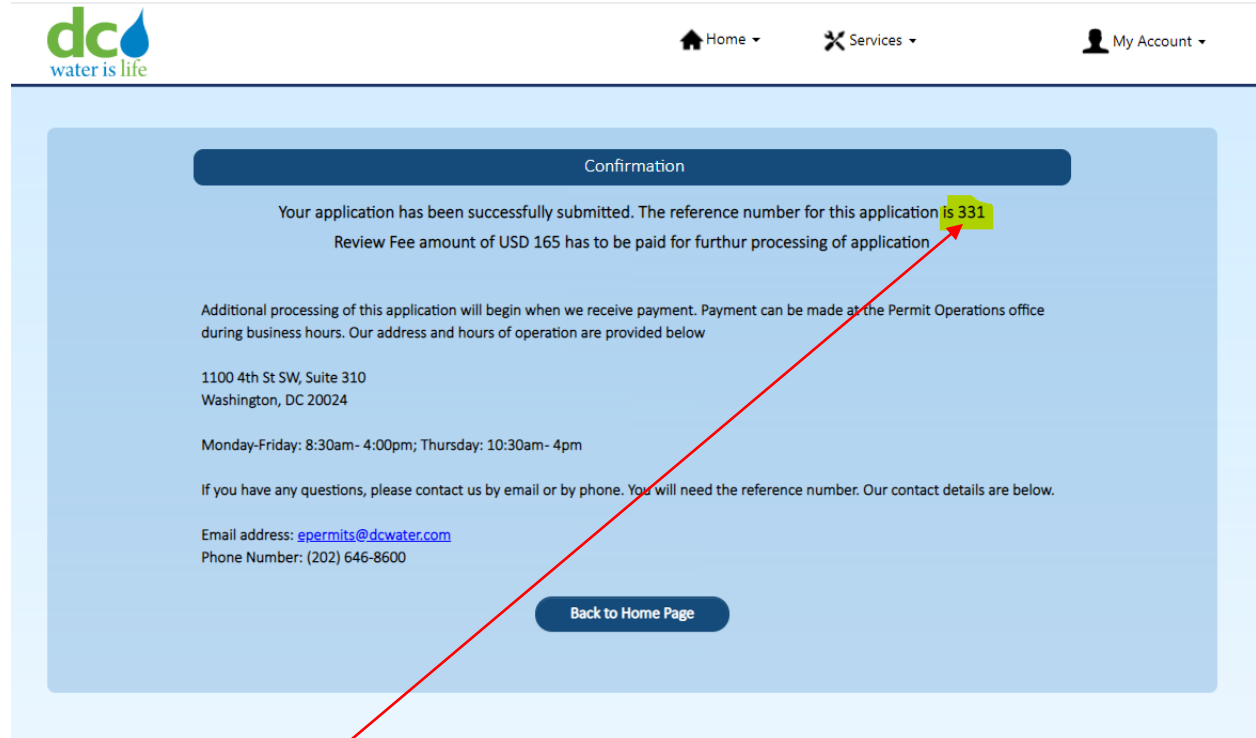 dc
water is life
Home
Services
My Account
Confirmation
Your application has been successfully submitted. The reference number for this application is 331
Review Fee amount of USD 165 has to be paid for furthur processing of application
Additional processing of this application will begin when we receive payment. Payment can be made at the Permit Operations office
during business hours. Our address and hours of operation are provided below
1100 4th St SW, Suite 310
Washington, DC 20024
Monday-Friday: 8:30am- 4:00pm; Thursday: 10:30am- 4pm
If you have any questions, please contact us by email or by phone. You will need the reference number. Our contact details are below.
Email address: epermits@dcwater.com
Phone Number: (202) 646-8600
Back to Home Page